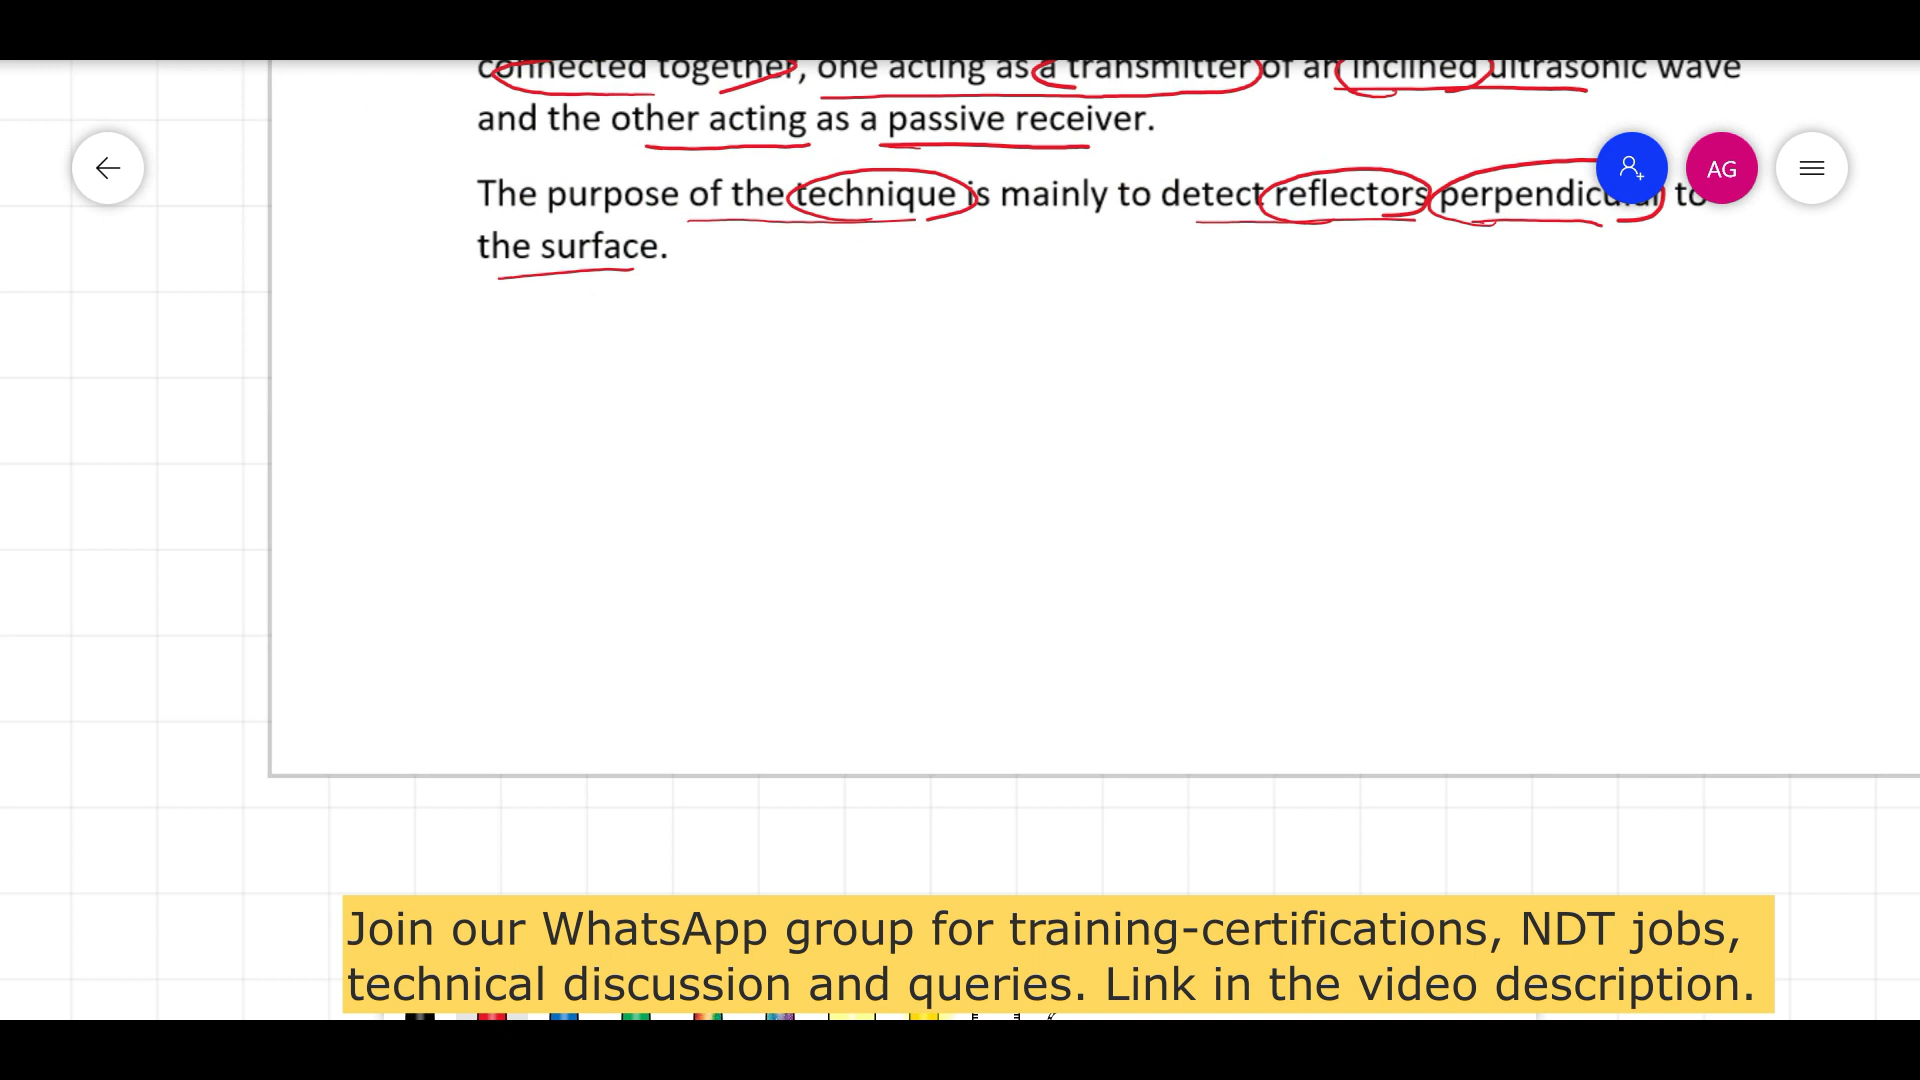 connected together, one acting as a transmitter of an inclined ultrasonic wave
and the other acting as a passive receiver.
AG
The purpose of the technique is mainly to detect reflectors perpendicular to
the surface.
Join our WhatsApp group for training-certifications, NDT jobs,
technical discussion and queries. Link in the video description.